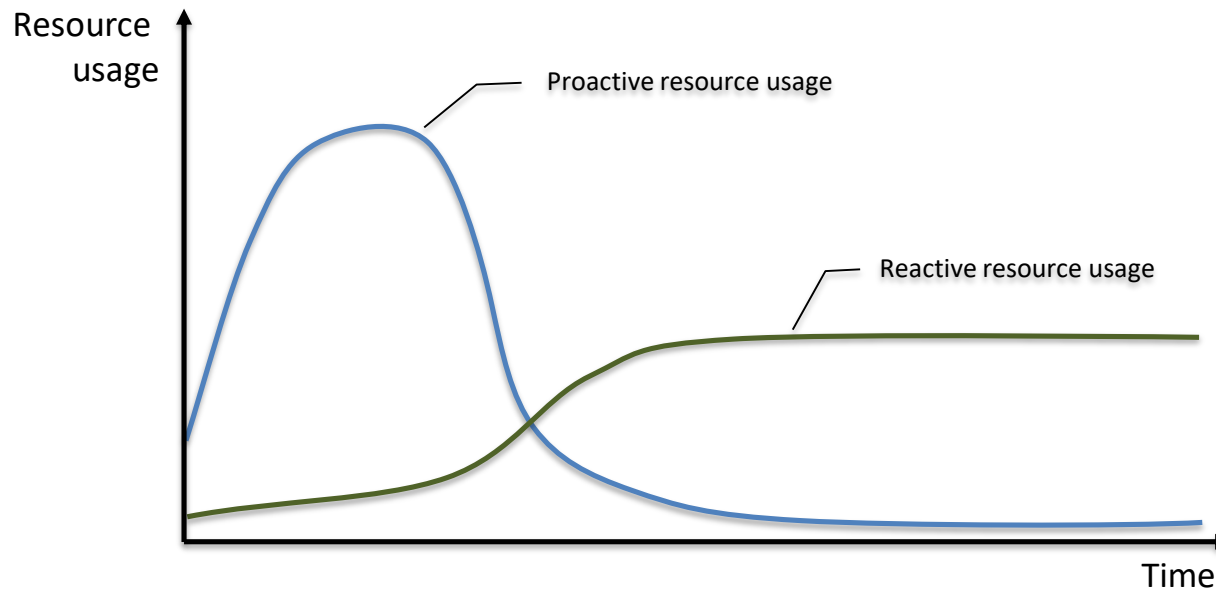 Resource
usage
Proactive resource usage
Reactive resource usage
Time